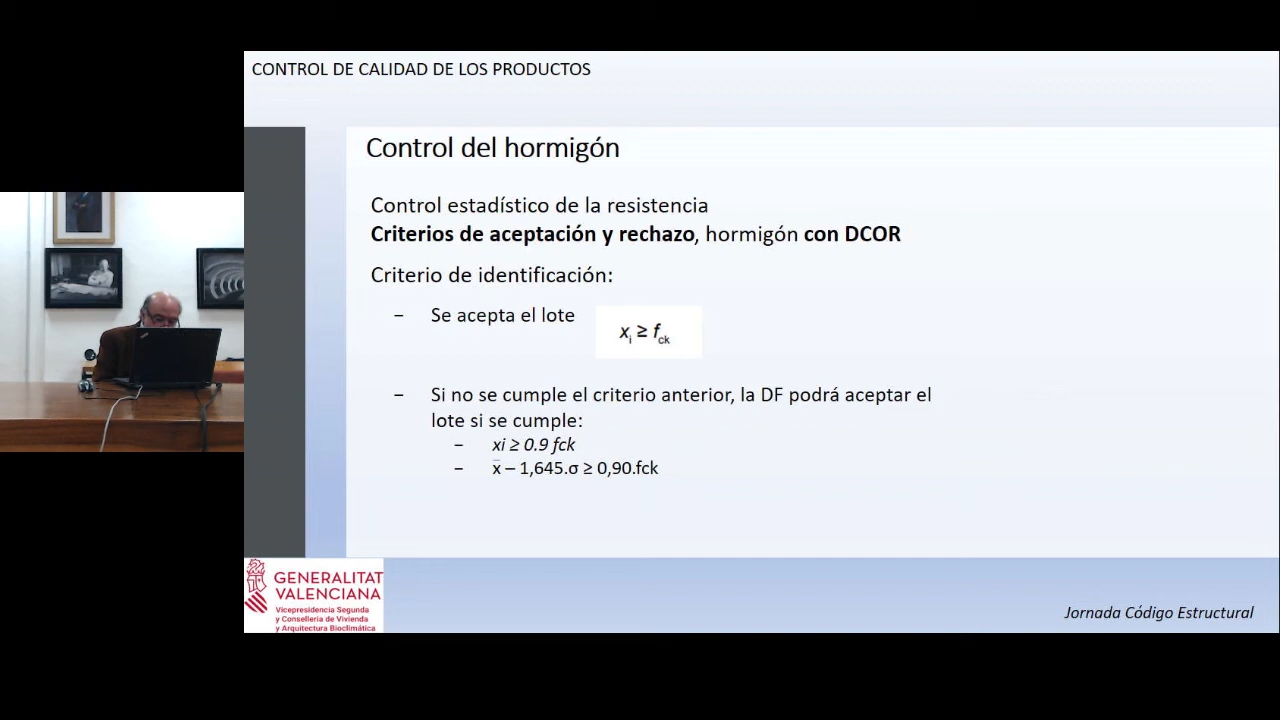 CONTROL DE CALIDAD DE LOS PRODUCTOS
Control del hormigón
Control estadístico de la resistencia
Criterios de aceptación y rechazo, hormigón con DCOR
Criterio de identificación:
– Se acepta el lote xi ≥ fck
– Si no se cumple el criterio anterior, la DF podrá aceptar el
lote si se cumple:
– xi ≥ 0.9 fck
– x̅ – 1,645.σ ≥ 0,90.fck
GENERALITAT
VALENCIANA
Vicepresidencia Segunda
y Conselleria de Vivienda
y Arquitectura Bioclimática
Jornada Código Estructural